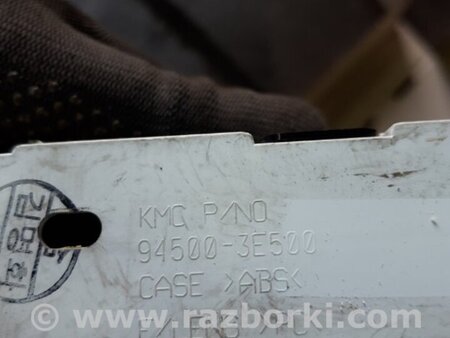 KMC P/NO
94500-3E500
CASE >ABS<
www.razborki.com